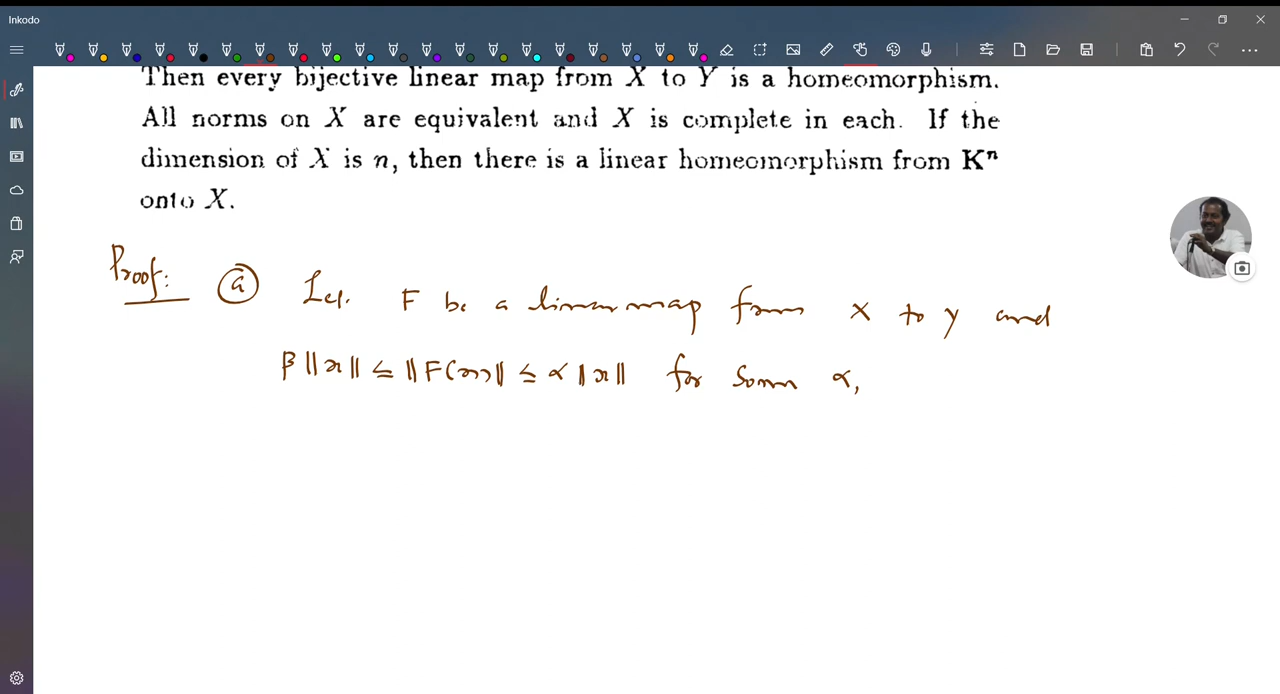 Inkodo
Then every bijective linear map from X to Y is a homeomorphism.
All norms on X are equivalent and X is complete in each. If the
dimension of X is n, then there is a linear homeomorphism from Kⁿ
onto X.
Proof: ⓐ Let F be a linear map from X to Y and
β ||x|| ≤ ||F(x)|| ≤ α ||x|| for some α,